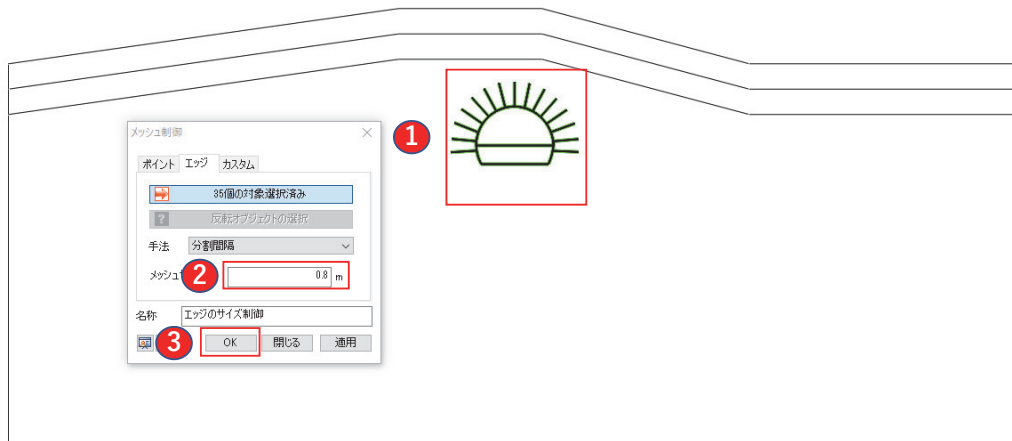 メッシュ制御
ポイント エッジ カスタム
35個の対象選択済み
? 反転オブジェクトの選択
手法 分割間隔
メッシュ 2 0.8 m
名称 エッジのサイズ制御
3 OK 閉じる 適用
1